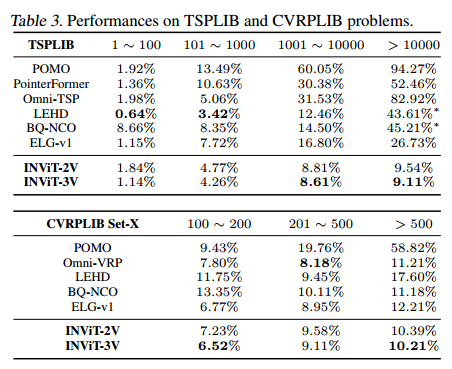 Table 3. Performances on TSPLIB and CVRPLIB problems.
TSPLIB 1 ∼ 100 101 ∼ 1000 1001 ∼ 10000 > 10000
POMO 1.92% 13.49% 60.05% 94.27%
PointerFormer 1.36% 10.63% 30.38% 52.46%
Omni-TSP 1.98% 5.06% 31.53% 82.92%
LEHD 0.64% 3.42% 12.46% 43.61%*
BQ-NCO 8.66% 8.35% 14.50% 45.21%*
ELG-v1 1.15% 7.72% 16.80% 26.73%
INViT-2V 1.84% 4.77% 8.81% 9.54%
INViT-3V 1.14% 4.26% 8.61% 9.11%
CVRPLIB Set-X 100 ∼ 200 201 ∼ 500 > 500
POMO 9.43% 19.76% 58.82%
Omni-VRP 7.80% 8.18% 11.21%
LEHD 11.75% 9.45% 17.60%
BQ-NCO 13.35% 10.11% 11.18%
ELG-v1 6.77% 8.95% 12.21%
INViT-2V 7.23% 9.58% 10.39%
INViT-3V 6.52% 9.11% 10.21%